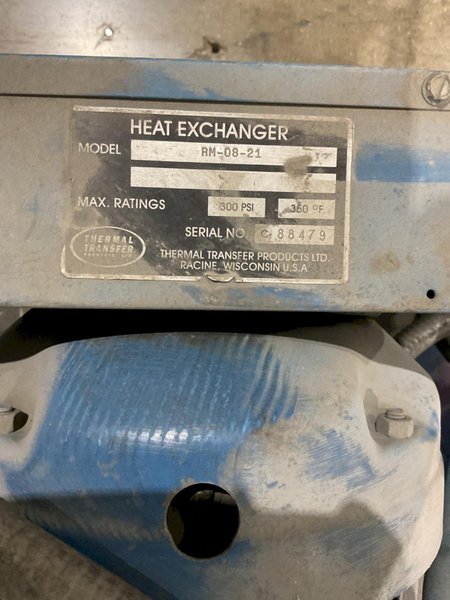 HEAT EXCHANGER
MODEL RM-08-21
MAX. RATINGS 300 PSI 350 ºF
SERIAL NO. C-88479
THERMAL
TRANSFER
THERMAL TRANSFER PRODUCTS LTD.
RACINE, WISCONSIN U.S.A